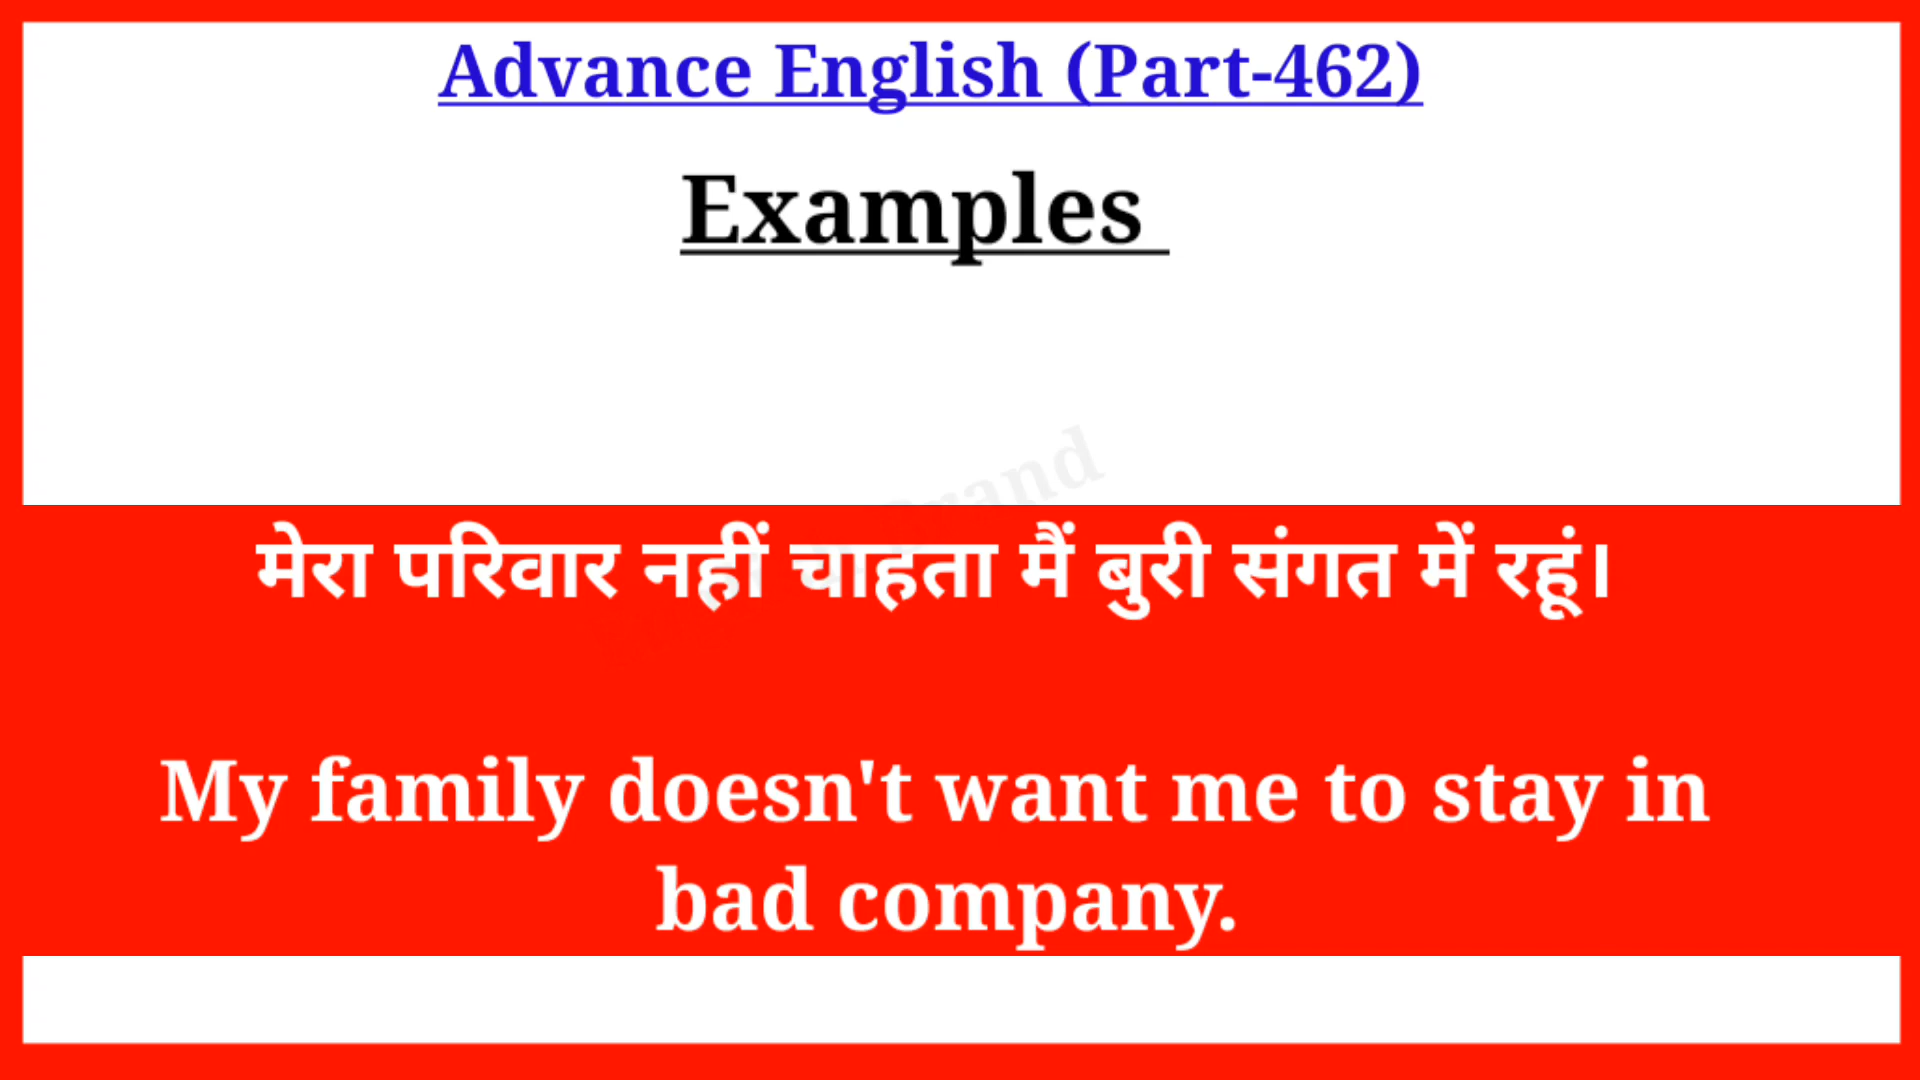 Advance English (Part-462)
Examples
मेरा परिवार नहीं चाहता मैं बुरी संगत में रहूं।
My family doesn't want me to stay in
bad company.